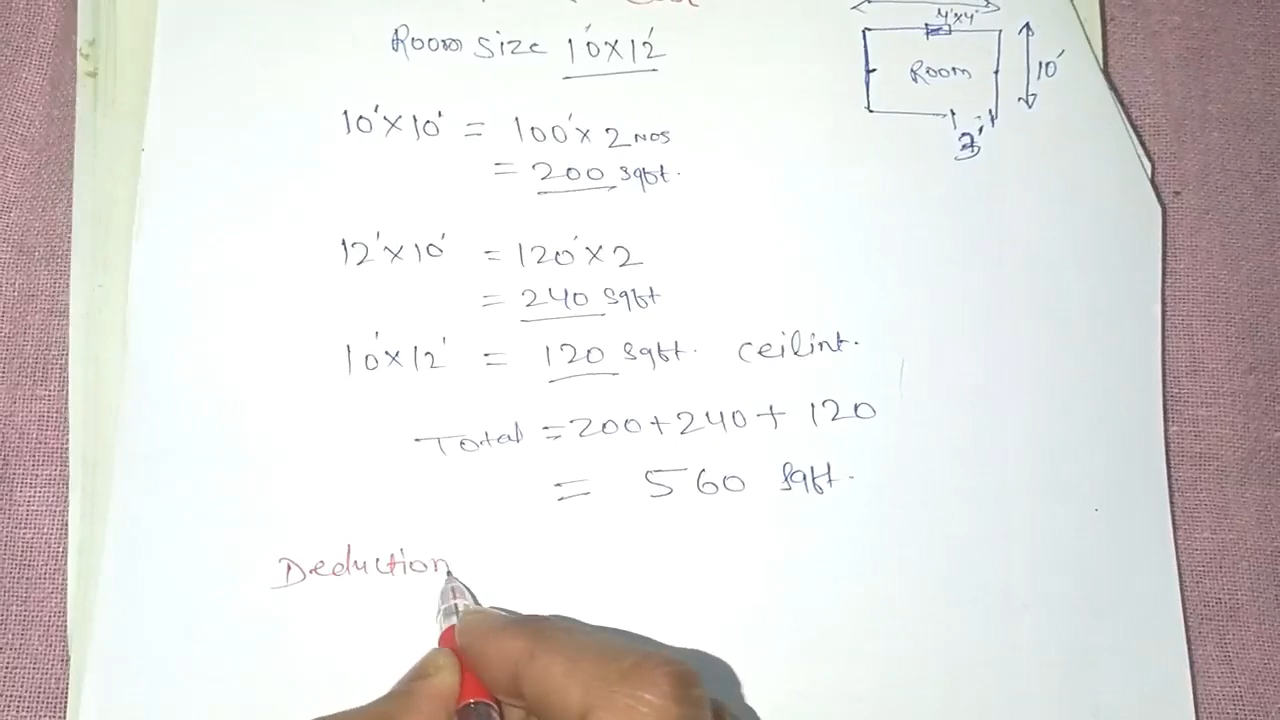 Room size 10'x12'
4'x4'
Room
10'
3'
10'x10' = 100'x 2 NOS
= 200 sqft.
12'x10' = 120'x 2
= 240 sqft
10'x12' = 120 sqft. ceilint.
Total = 200+240+ 120
= 560 sqft.
Deduction